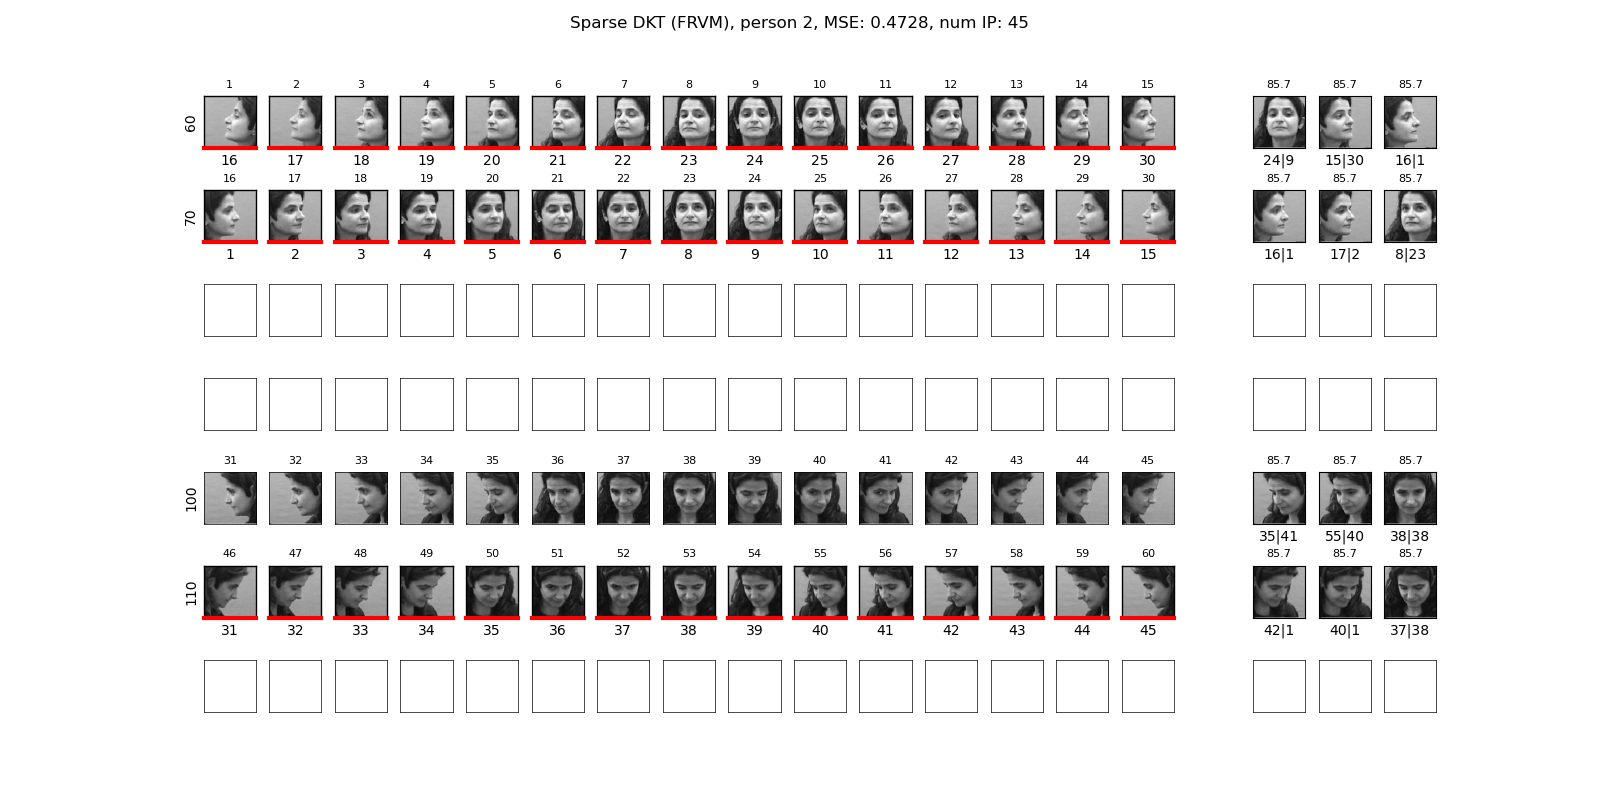 Sparse DKT (FRVM), person 2, MSE: 0.4728, num IP: 45
1 2 3 4 5 6 7 8 9 10 11 12 13 14 15 85.7 85.7 85.7
60
16 17 18 19 20 21 22 23 24 25 26 27 28 29 30 24|9 15|30 16|1
16 17 18 19 20 21 22 23 24 25 26 27 28 29 30 85.7 85.7 85.7
70
1 2 3 4 5 6 7 8 9 10 11 12 13 14 15 16|1 17|2 8|23
31 32 33 34 35 36 37 38 39 40 41 42 43 44 45 85.7 85.7 85.7
100
35|41 55|40 38|38
46 47 48 49 50 51 52 53 54 55 56 57 58 59 60 85.7 85.7 85.7
110
31 32 33 34 35 36 37 38 39 40 41 42 43 44 45 42|1 40|1 37|38